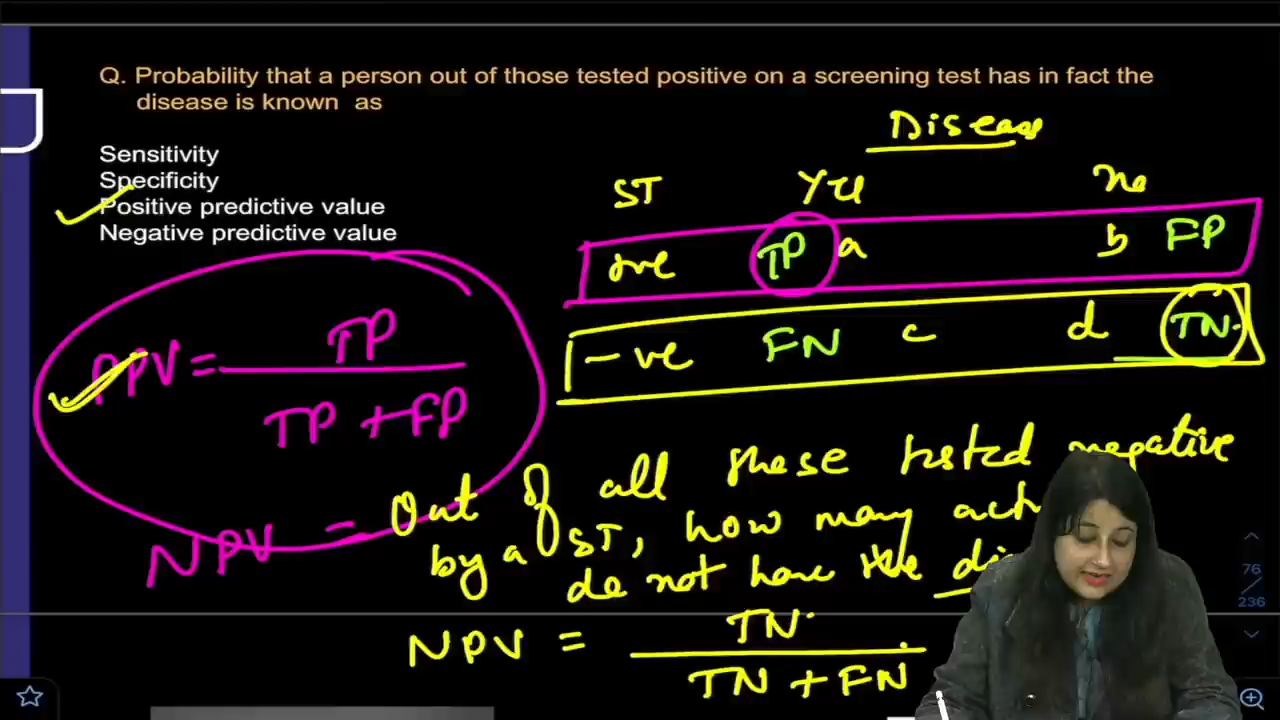 Q. Probability that a person out of those tested positive on a screening test has in fact the
disease is known as
Sensitivity
Specificity
Positive predictive value
Negative predictive value
Disease
ST Yes no
+ve TP a b FP
-ve FN c d TN
PPV = TP
TP + FP
NPV = Out of all these tested negative
by a ST, how many
do not have the
NPV = TN
TN + FN
76
236